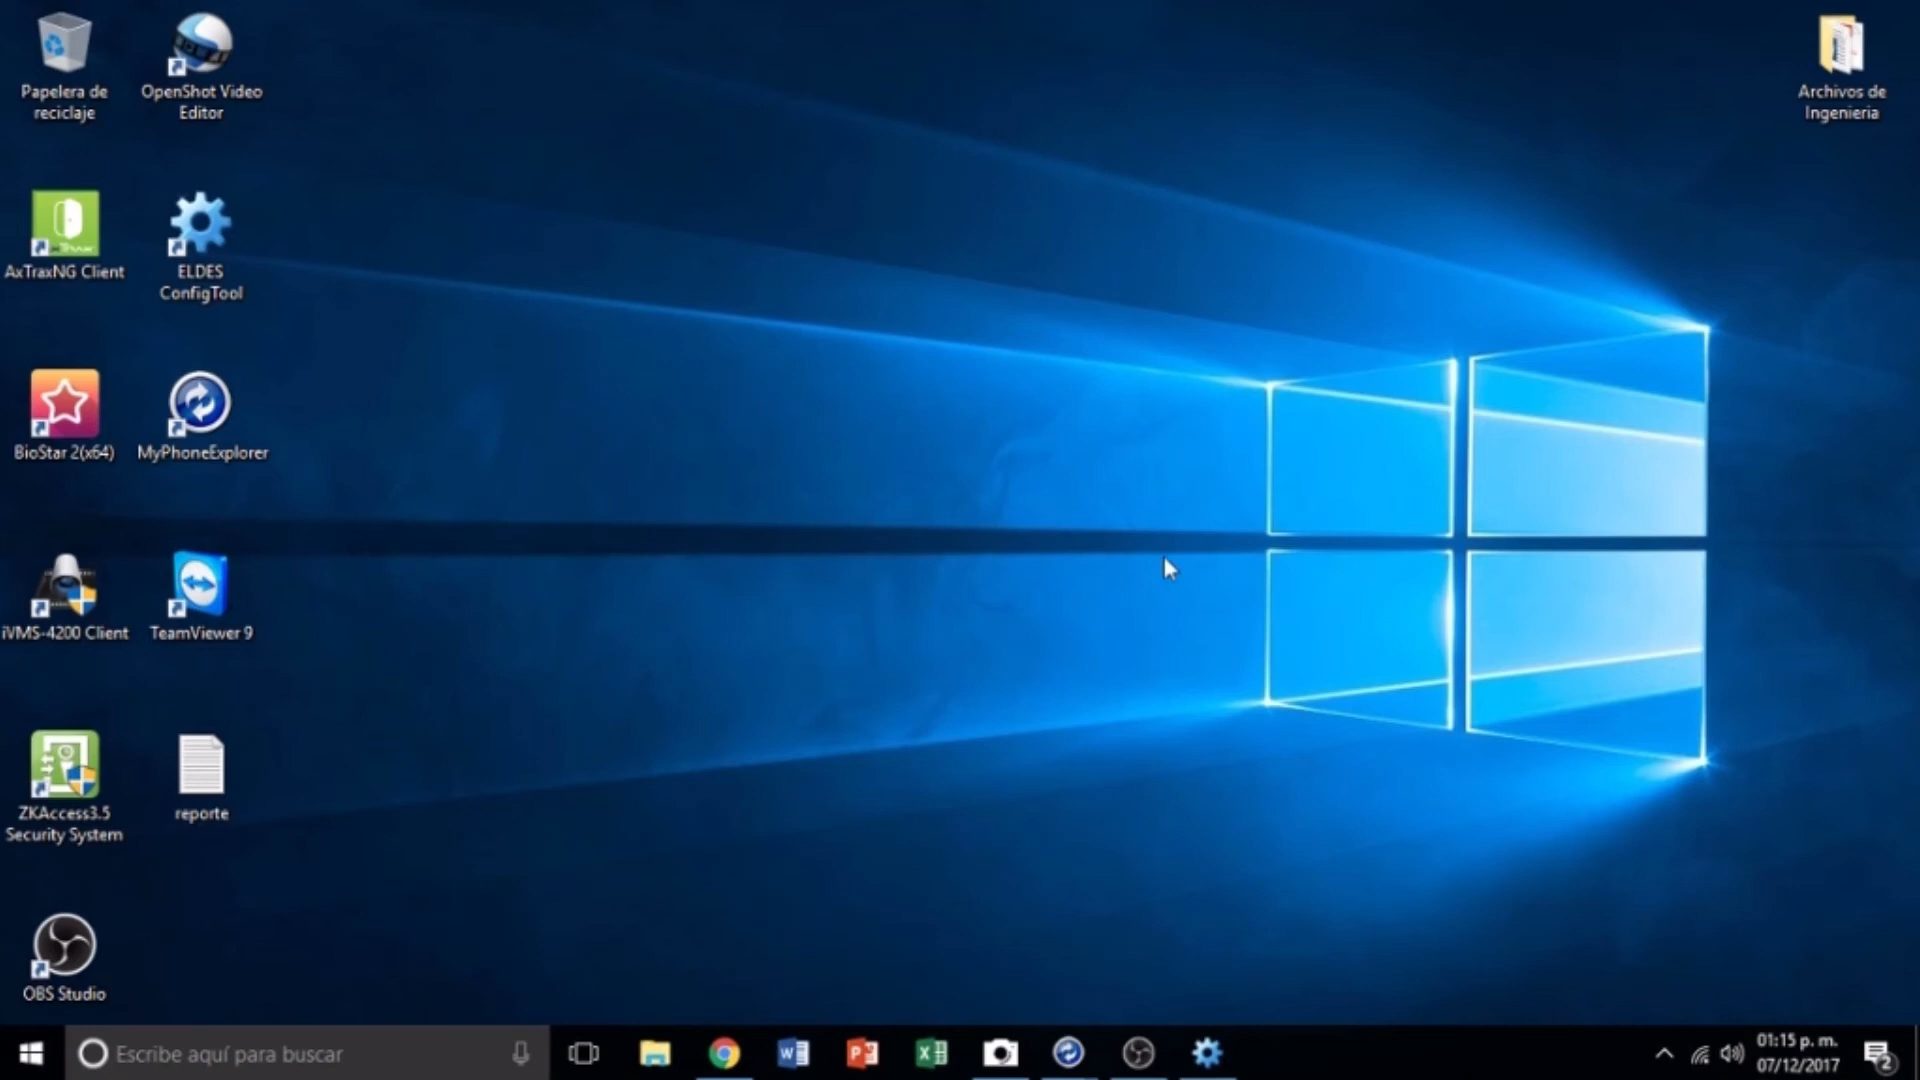 Papelera de
reciclaje
OpenShot Video
Editor
Archivos de
Ingenieria
AxTraxNG Client
ELDES
ConfigTool
BioStar 2(x64)
MyPhoneExplorer
iVMS-4200 Client
TeamViewer 9
ZKAccess3.5
Security System
reporte
OBS Studio
Escribe aquí para buscar
01:15 p. m.
07/12/2017
2